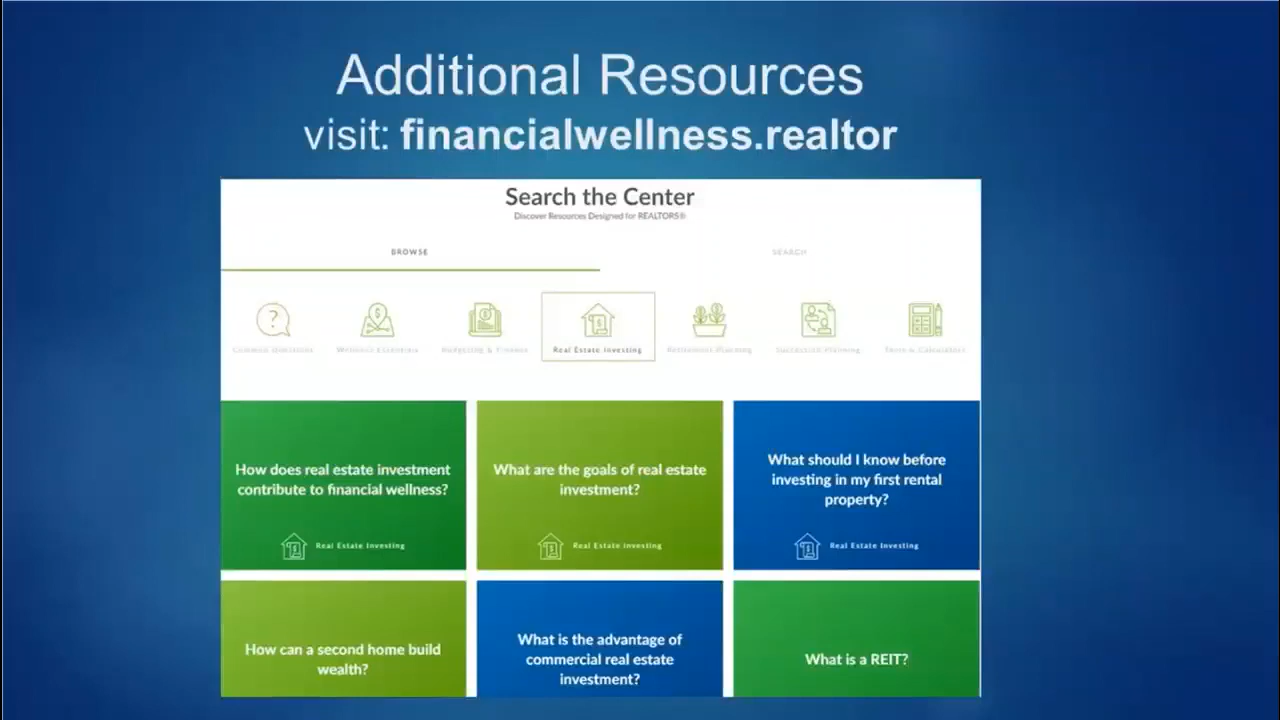 Additional Resources
visit: financialwellness.realtor
Search the Center
Discover Resources Designed for REALTORS®
BROWSE
SEARCH
Common Questions
Wellness Essentials
Budgeting & Finance
Real Estate Investing
Retirement Planning
Succession Planning
Tools & Calculators
How does real estate investment
contribute to financial wellness?
Real Estate Investing
What are the goals of real estate
investment?
Real Estate Investing
What should I know before
investing in my first rental
property?
Real Estate Investing
How can a second home build
wealth?
What is the advantage of
commercial real estate
investment?
What is a REIT?